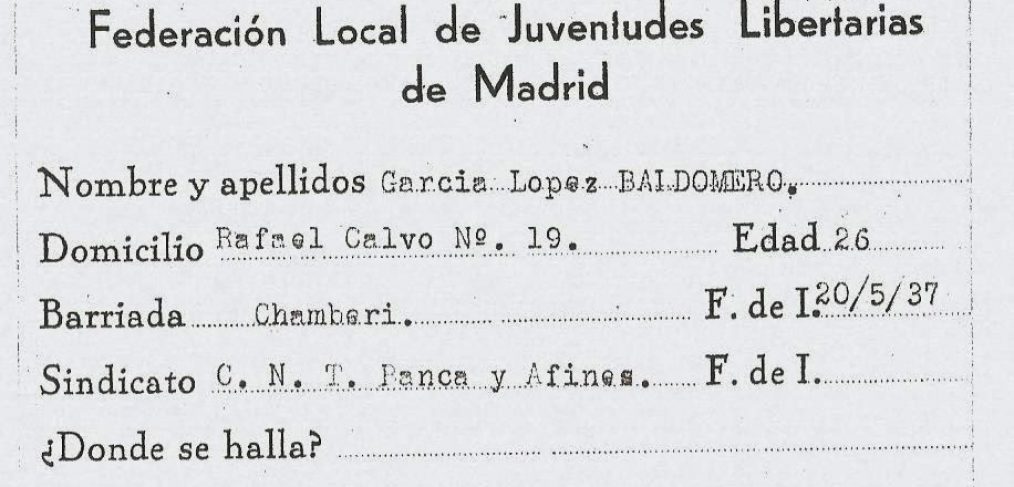 Federación Local de Juventudes Libertarias
de Madrid
Nombre y apellidos Garcia Lopez BALDOMERO.
Domicilio Rafael Calvo Nº. 19. Edad 26
Barriada Chamberi. F. de I. 20/5/37
Sindicato C. N. T. Banca y Afines. F. de I.
¿Donde se halla?